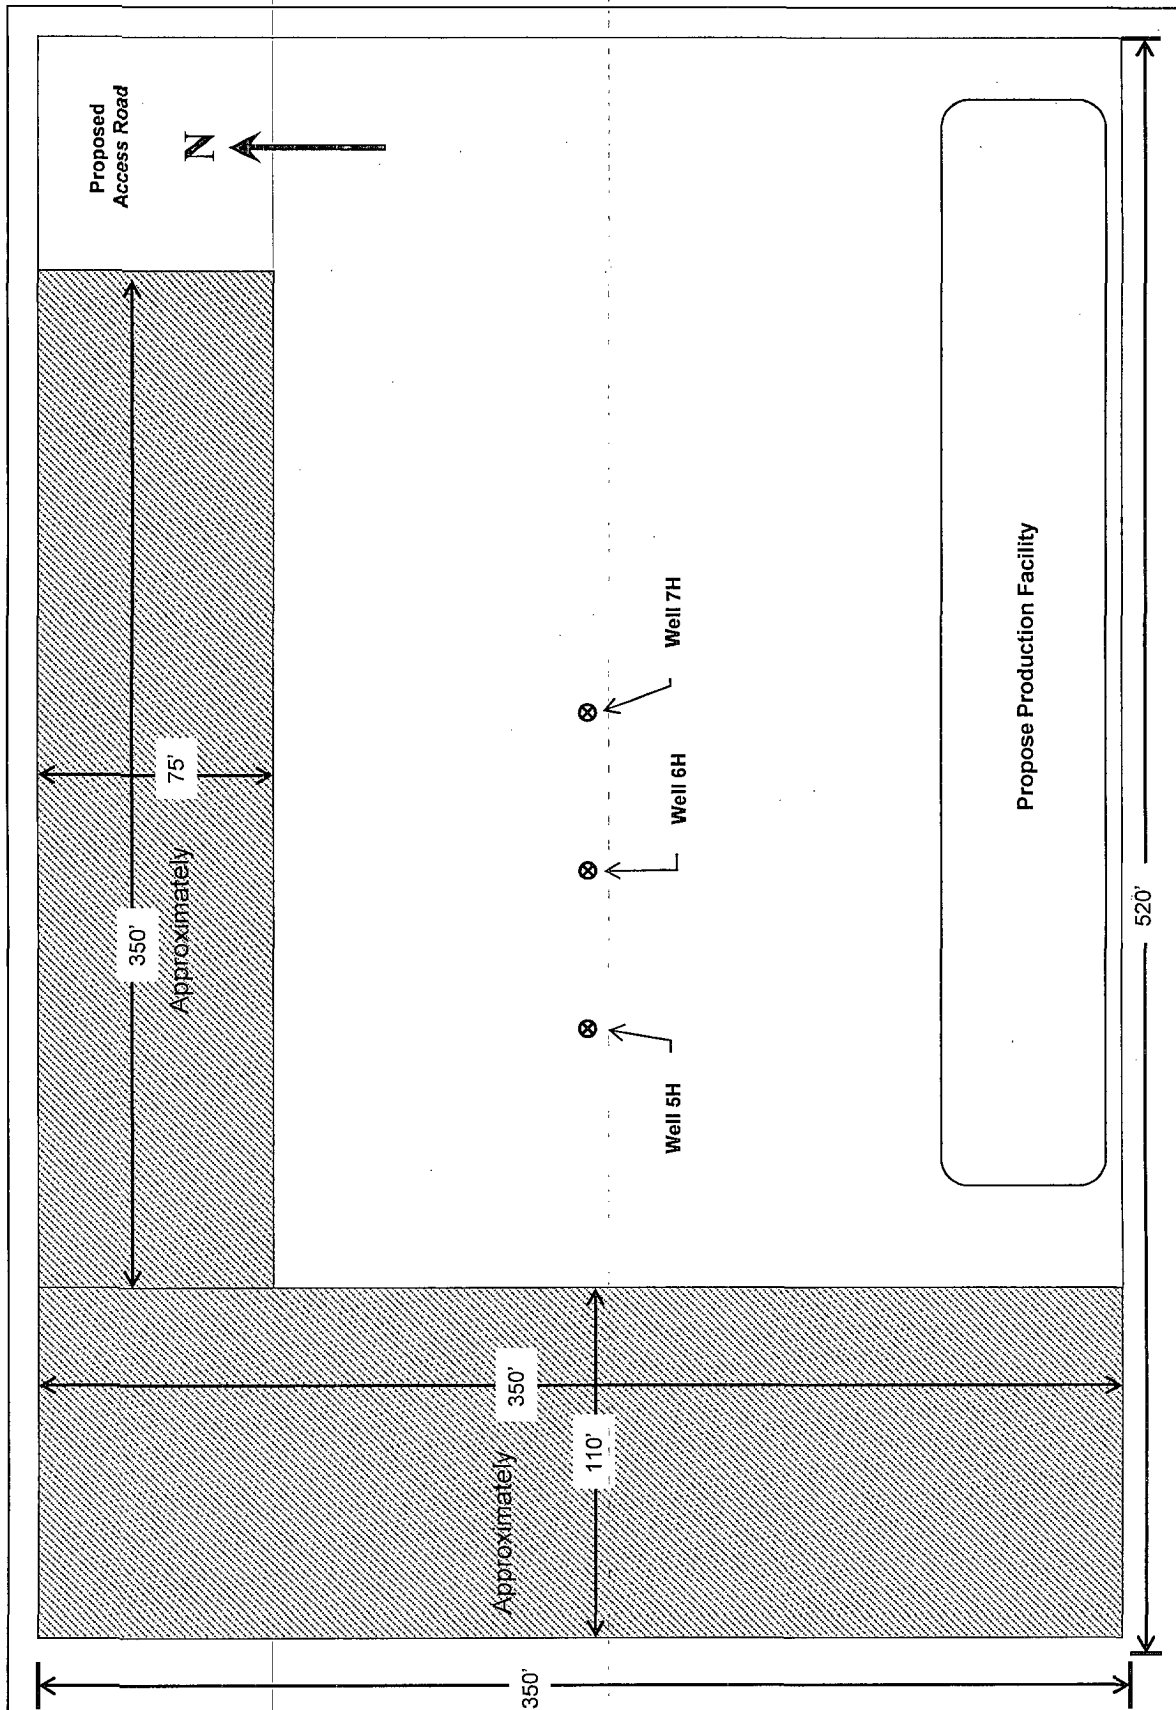 Proposed
Access Road
N
350'
Approximately
75'
Well 5H
Well 6H
Well 7H
Approximately
350'
110'
Propose Production Facility
350'
520'